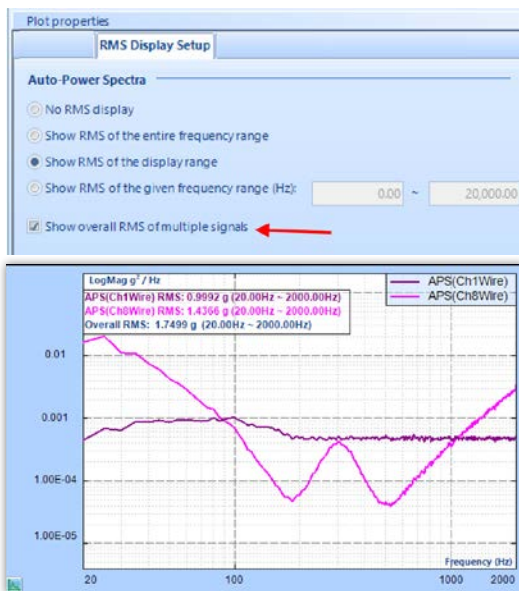 Plot properties
RMS Display Setup
Auto-Power Spectra
No RMS display
Show RMS of the entire frequency range
Show RMS of the display range
Show RMS of the given frequency range (Hz): 0.00 ~ 20,000.00
Show overall RMS of multiple signals
LogMag g² / Hz
APS(Ch1Wire)
APS(Ch8Wire)
APS(Ch1Wire) RMS: 0.9992 g (20.00Hz ~ 2000.00Hz)
APS(Ch8Wire) RMS: 1.4366 g (20.00Hz ~ 2000.00Hz)
Overall RMS: 1.7499 g (20.00Hz ~ 2000.00Hz)
0.01
0.001
1.00E-04
1.00E-05
Frequency (Hz)
20 100 1000 2000